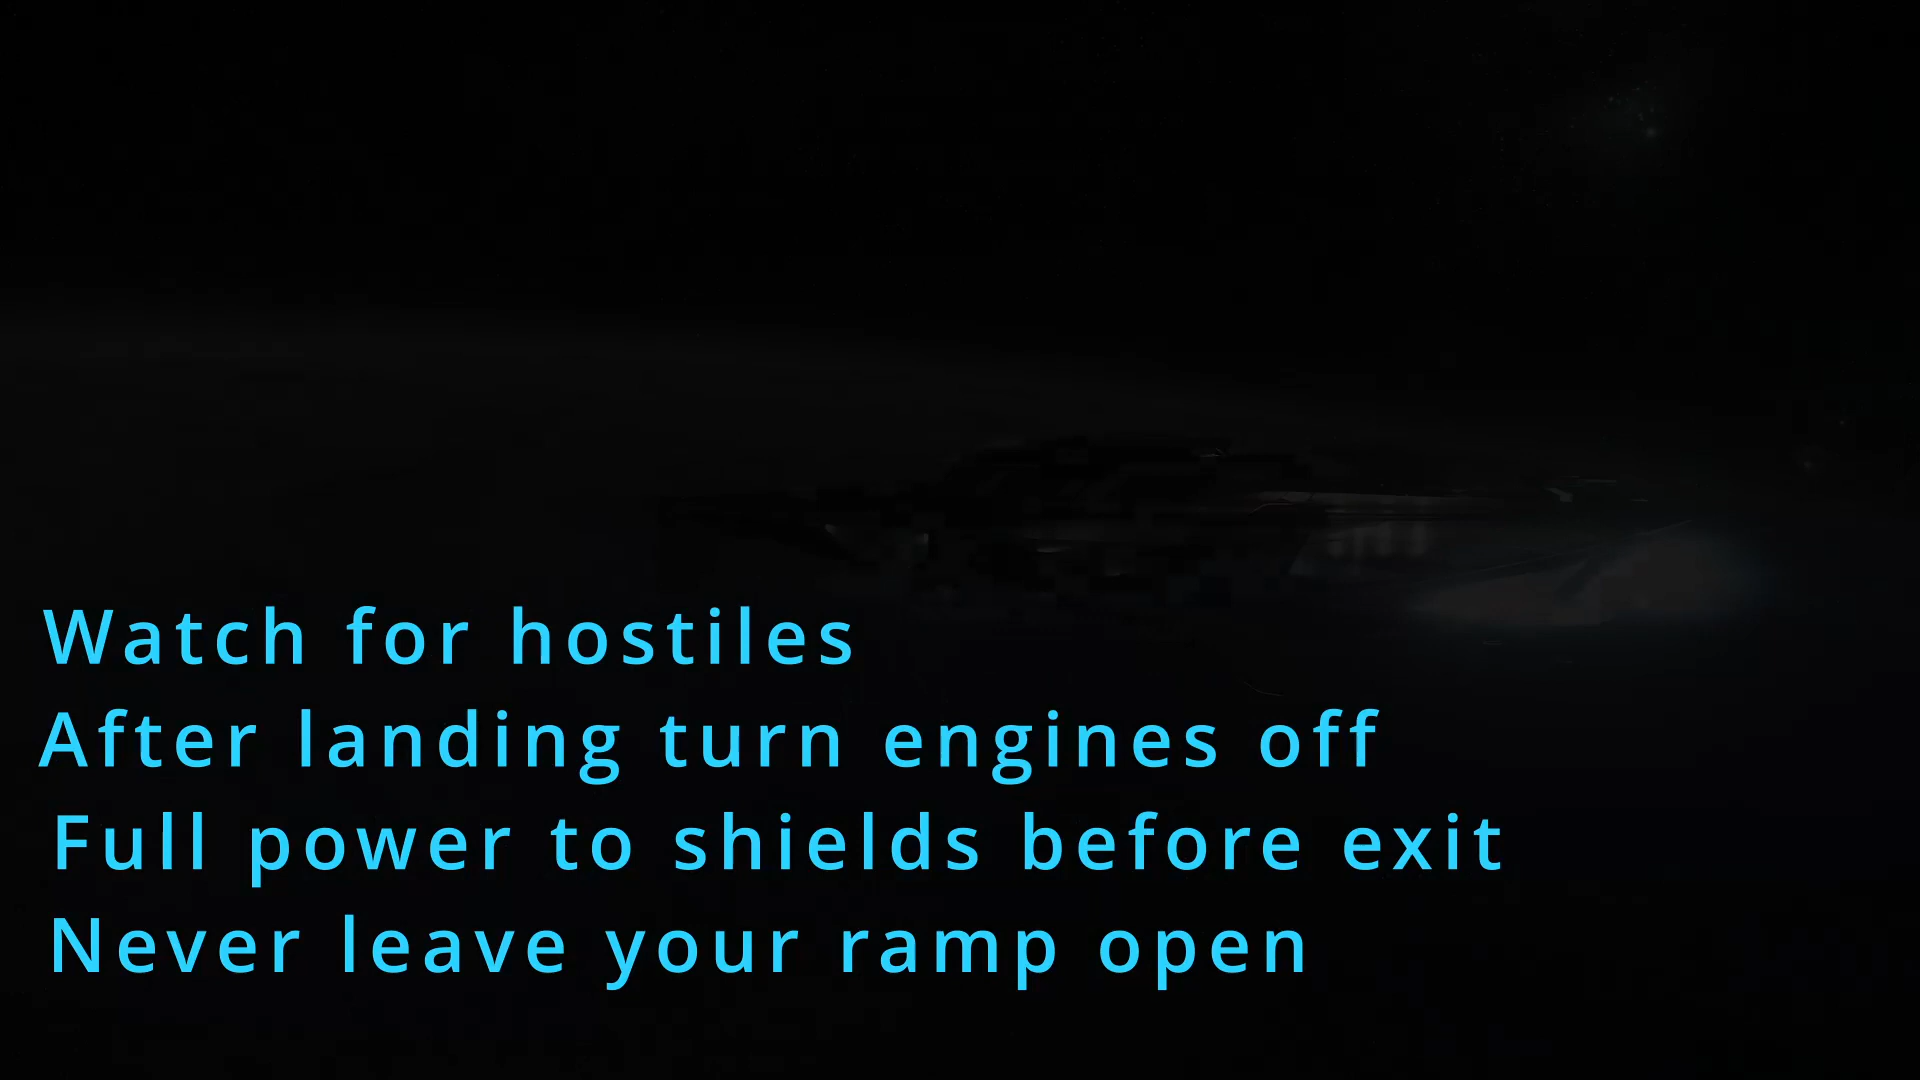 Watch for hostiles
After landing turn engines off
Full power to shields before exit
Never leave your ramp open